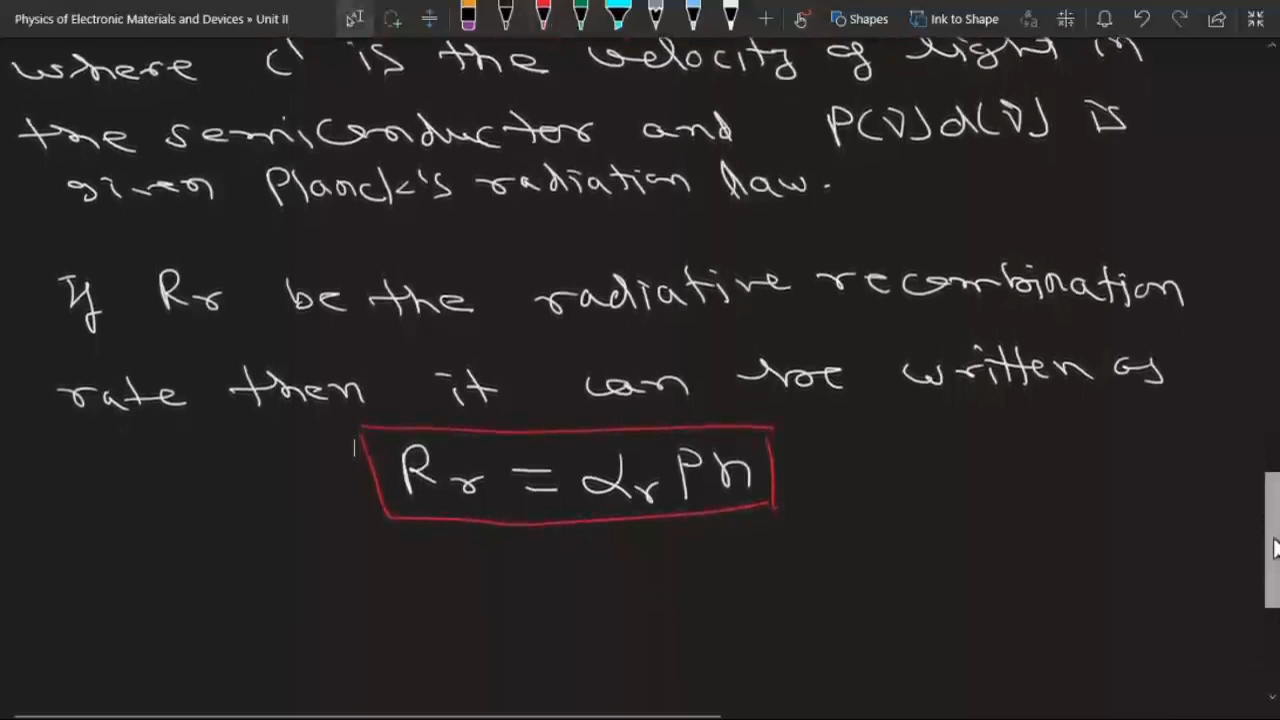 Physics of Electronic Materials and Devices » Unit II
Shapes
Ink to Shape
where c' is the velocity of light in
the semiconductor and P(ν)d(ν) is
given Planck's radiation law.
If Rr be the radiative recombination
rate then it can be written as
Rr = αr P n